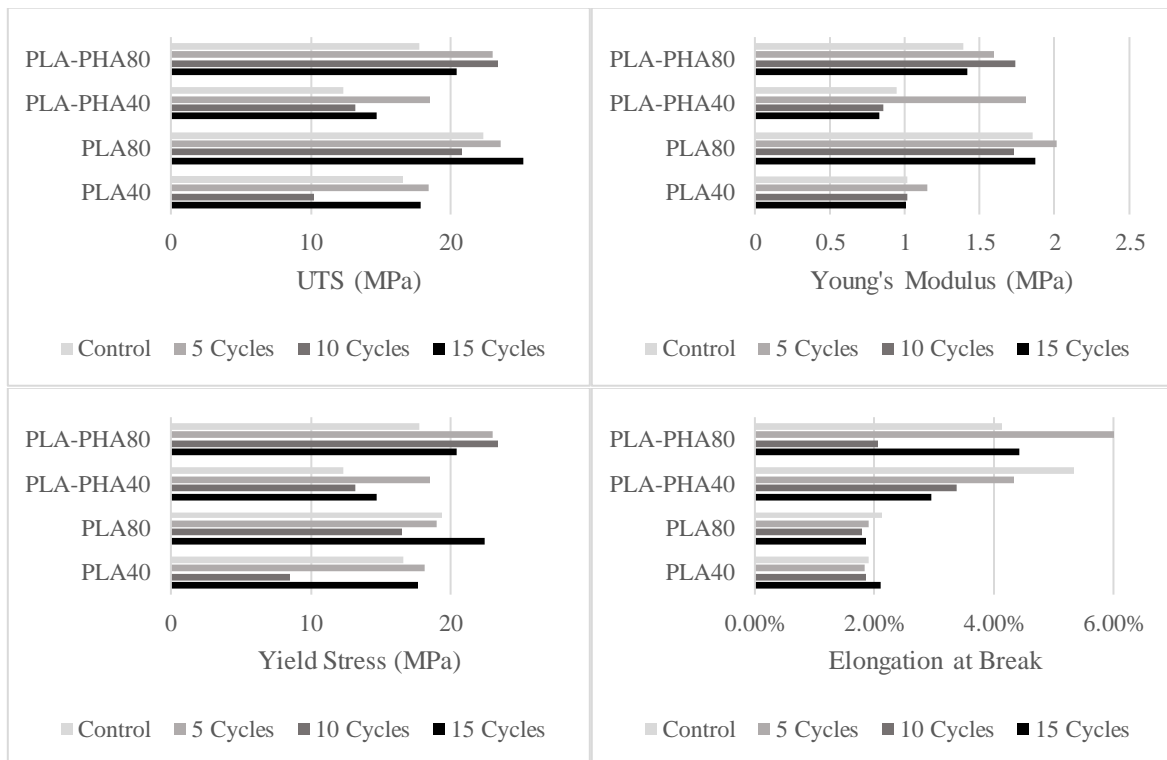 PLA-PHA80
PLA-PHA40
PLA80
PLA40
0 10 20
UTS (MPa)
Control 5 Cycles 10 Cycles 15 Cycles
PLA-PHA80
PLA-PHA40
PLA80
PLA40
0 0.5 1 1.5 2 2.5
Young's Modulus (MPa)
Control 5 Cycles 10 Cycles 15 Cycles
PLA-PHA80
PLA-PHA40
PLA80
PLA40
0 10 20
Yield Stress (MPa)
Control 5 Cycles 10 Cycles 15 Cycles
PLA-PHA80
PLA-PHA40
PLA80
PLA40
0.00% 2.00% 4.00% 6.00%
Elongation at Break
Control 5 Cycles 10 Cycles 15 Cycles